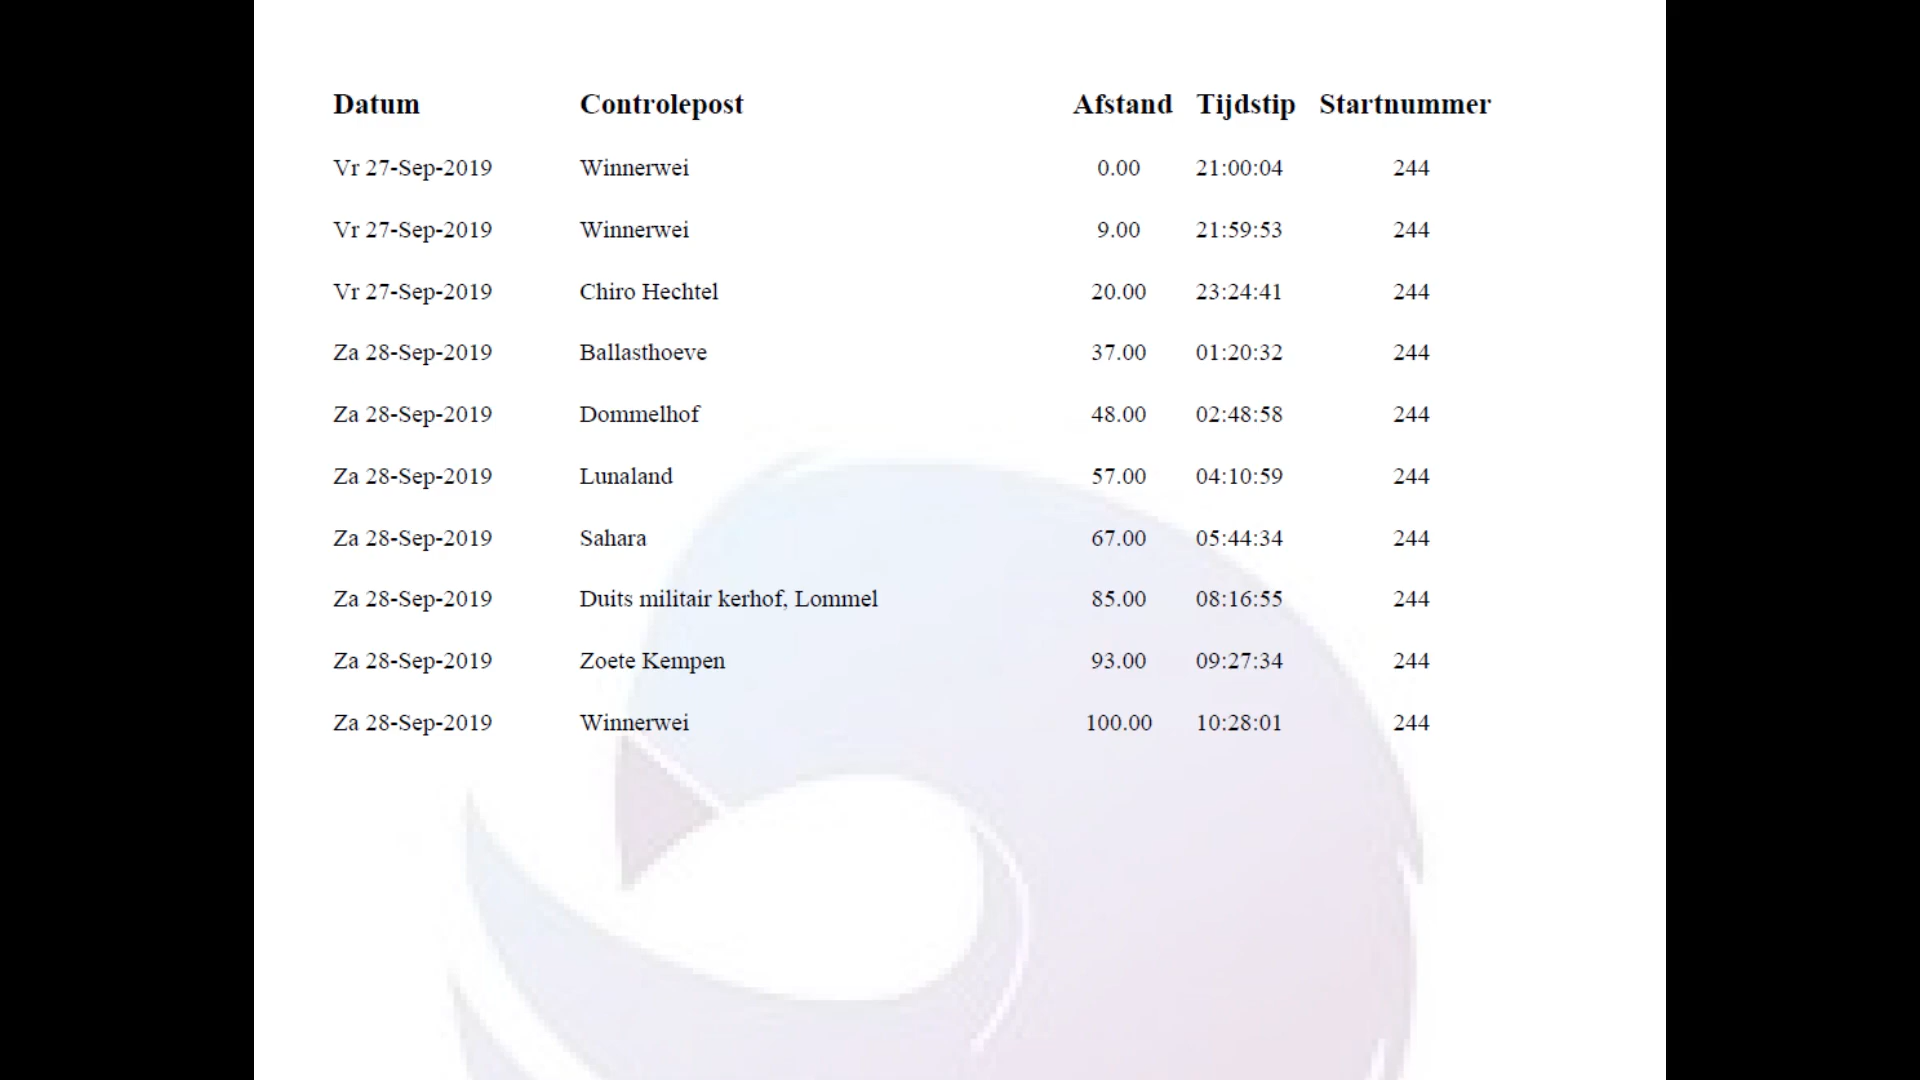 Datum Controlepost Afstand Tijdstip Startnummer
Vr 27-Sep-2019 Winnerwei 0.00 21:00:04 244
Vr 27-Sep-2019 Winnerwei 9.00 21:59:53 244
Vr 27-Sep-2019 Chiro Hechtel 20.00 23:24:41 244
Za 28-Sep-2019 Ballasthoeve 37.00 01:20:32 244
Za 28-Sep-2019 Dommelhof 48.00 02:48:58 244
Za 28-Sep-2019 Lunaland 57.00 04:10:59 244
Za 28-Sep-2019 Sahara 67.00 05:44:34 244
Za 28-Sep-2019 Duits militair kerhof, Lommel 85.00 08:16:55 244
Za 28-Sep-2019 Zoete Kempen 93.00 09:27:34 244
Za 28-Sep-2019 Winnerwei 100.00 10:28:01 244